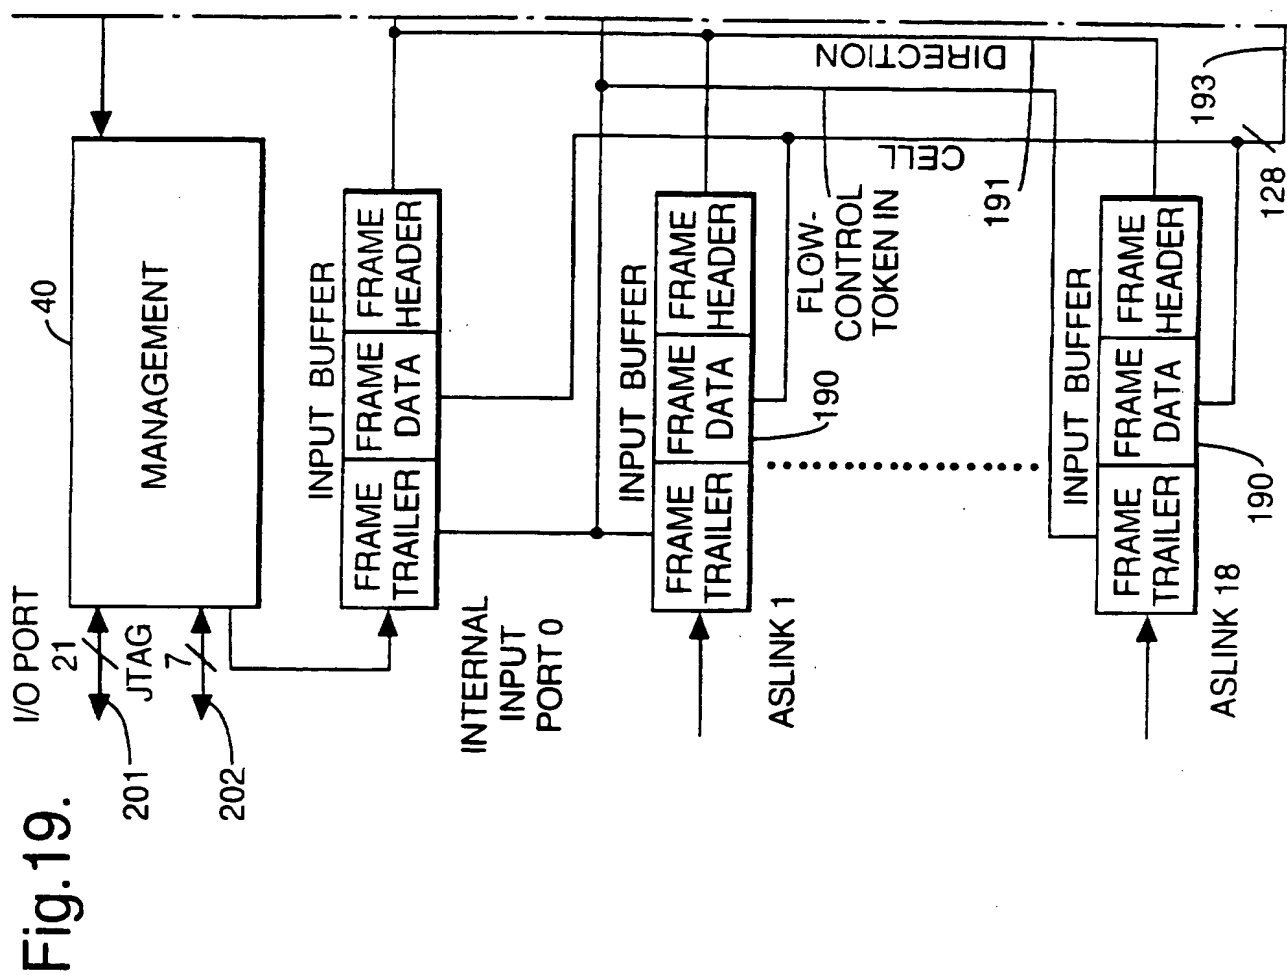 Fig.19.
I/O PORT
21
JTAG
7
201
202
40
MANAGEMENT
INTERNAL
INPUT
PORT 0
INPUT BUFFER
FRAME
TRAILER
FRAME
DATA
FRAME
HEADER
ASLINK 1
INPUT BUFFER
FRAME
TRAILER
FRAME
DATA
FRAME
HEADER
190
FLOW-
CONTROL
TOKEN IN
CELL
DIRECTION
191
ASLINK 18
INPUT BUFFER
FRAME
TRAILER
FRAME
DATA
FRAME
HEADER
190
128
193